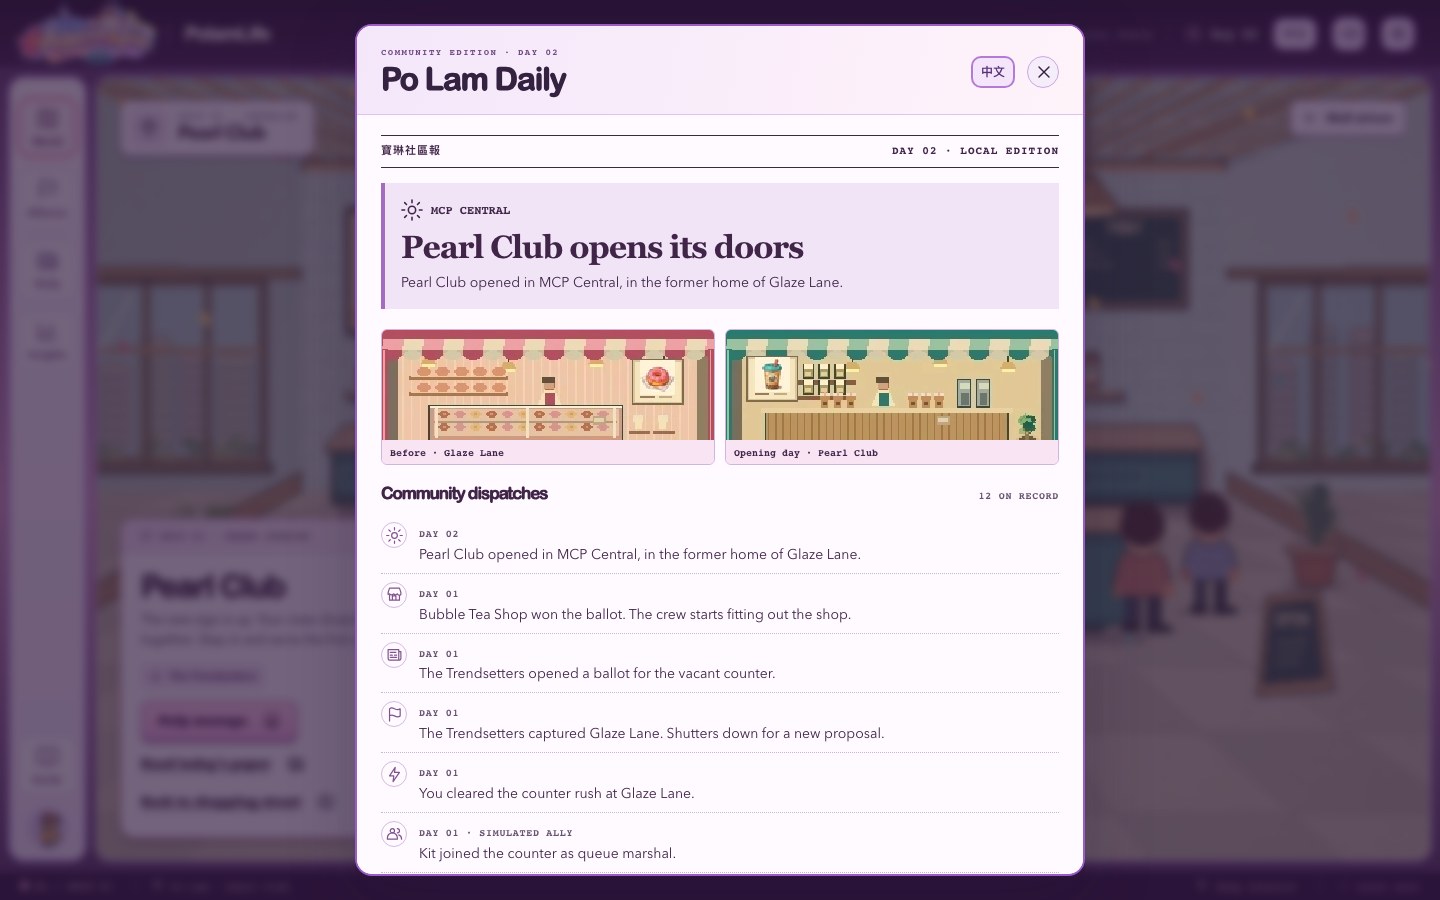 COMMUNITY EDITION · DAY 02
Po Lam Daily
中文
寶琳社區報
DAY 02 · LOCAL EDITION
MCP CENTRAL
Pearl Club opens its doors
Pearl Club opened in MCP Central, in the former home of Glaze Lane.
Before · Glaze Lane
Opening day · Pearl Club
Community dispatches
12 ON RECORD
DAY 02
Pearl Club opened in MCP Central, in the former home of Glaze Lane.
DAY 01
Bubble Tea Shop won the ballot. The crew starts fitting out the shop.
DAY 01
The Trendsetters opened a ballot for the vacant counter.
DAY 01
The Trendsetters captured Glaze Lane. Shutters down for a new proposal.
DAY 01
You cleared the counter rush at Glaze Lane.
DAY 01 · SIMULATED ALLY
Kit joined the counter as queue marshal.
Pearl Club
Pearl Club